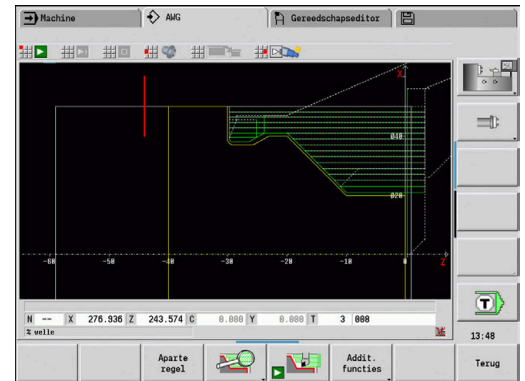 Machine
AWG
Gereedschapseditor
X
Ø40
Ø20
-60 -50 -40 -30 -20 -10 0 Z
N -- X 276.936 Z 243.574 C 0.000 Y 0.000 T 3 008
% welle
T
13:48
Aparte regel
Addit. functies
Terug